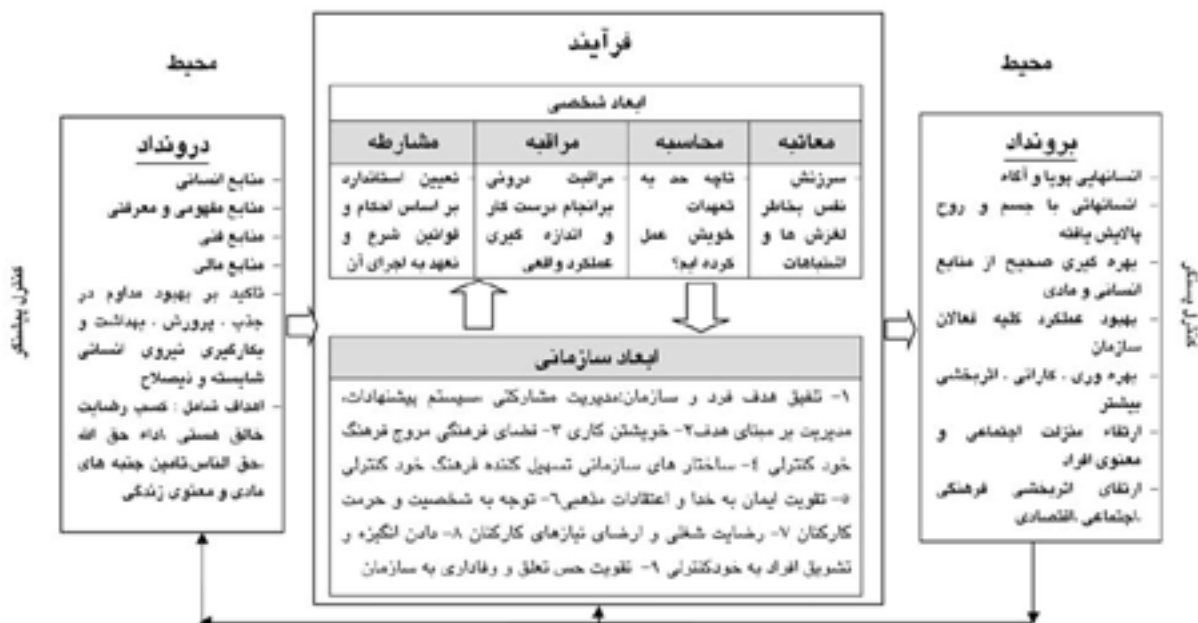 فرآیند
ابعاد شخصی
مشارطه
تعیین استاندارد
بر اساس احکام و
قوانین شرع و
تعهد به اجرای آن
مراقبه
- مراقبت درونی
برانجام درست کار
و اندازه گیری
عملکرد واقعی
محاسبه
- تاچه حد به
تعهدات
خویش عمل
کرده ایم؟
معاتبه
- سرزنش
نفس بخاطر
لغزش ها و
اشتباهات
ابعاد سازمانی
۱- تلفیق هدف فرد و سازمان:مدیریت مشارکتی ،سیستم پیشنهادات،
مدیریت بر مبنای هدف۲- خویشتن کاری ۳- فضای فرهنگی مروج فرهنگ
خود کنترلی ٤- ساختار های سازمانی تسهیل کننده فرهنگ خود کنترلی
۵- تقویت ایمان به خدا و اعتقادات مذهبی٦- توجه به شخصیت و حرمت
کارکنان ۷- رضایت شغلی و ارضای نیازهای کارکنان ۸- دادن انگیزه و
تشویق افراد به خودکنترلی ۹- تقویت حس تعلق و وفاداری به سازمان
محیط
درونداد
- منابع انسانی
- منابع مفهومی و معرفتی
- منابع فنی
- منابع مالی
- تاکید بر بهبود مداوم در
جذب ، پرورش ، بهداشت و
بکارگیری نیروی انسانی
شایسته و ذیصلاح
- اهداف شامل : کسب رضایت
خالق هستی ،اداء حق الله
،حق الناس،تامین جنبه های
مادی و معنوی زندگی
کنترل پیشنگر
محیط
برونداد
- انسانهایی پویا و آگاه
- انسانهائی با جسم و روح
پالایش یافته
- بهره گیری صحیح از منابع
انسانی و مادی
- بهبود عملکرد کلیه فعالان
سازمان
- بهره وری ، کارائی ، اثربخشی
بیشتر
- ارتقاء منزلت اجتماعی و
معنوی افراد
- ارتقای اثربخشی فرهنگی
،اجتماعی ،اقتصادی
کنترل پسنگر